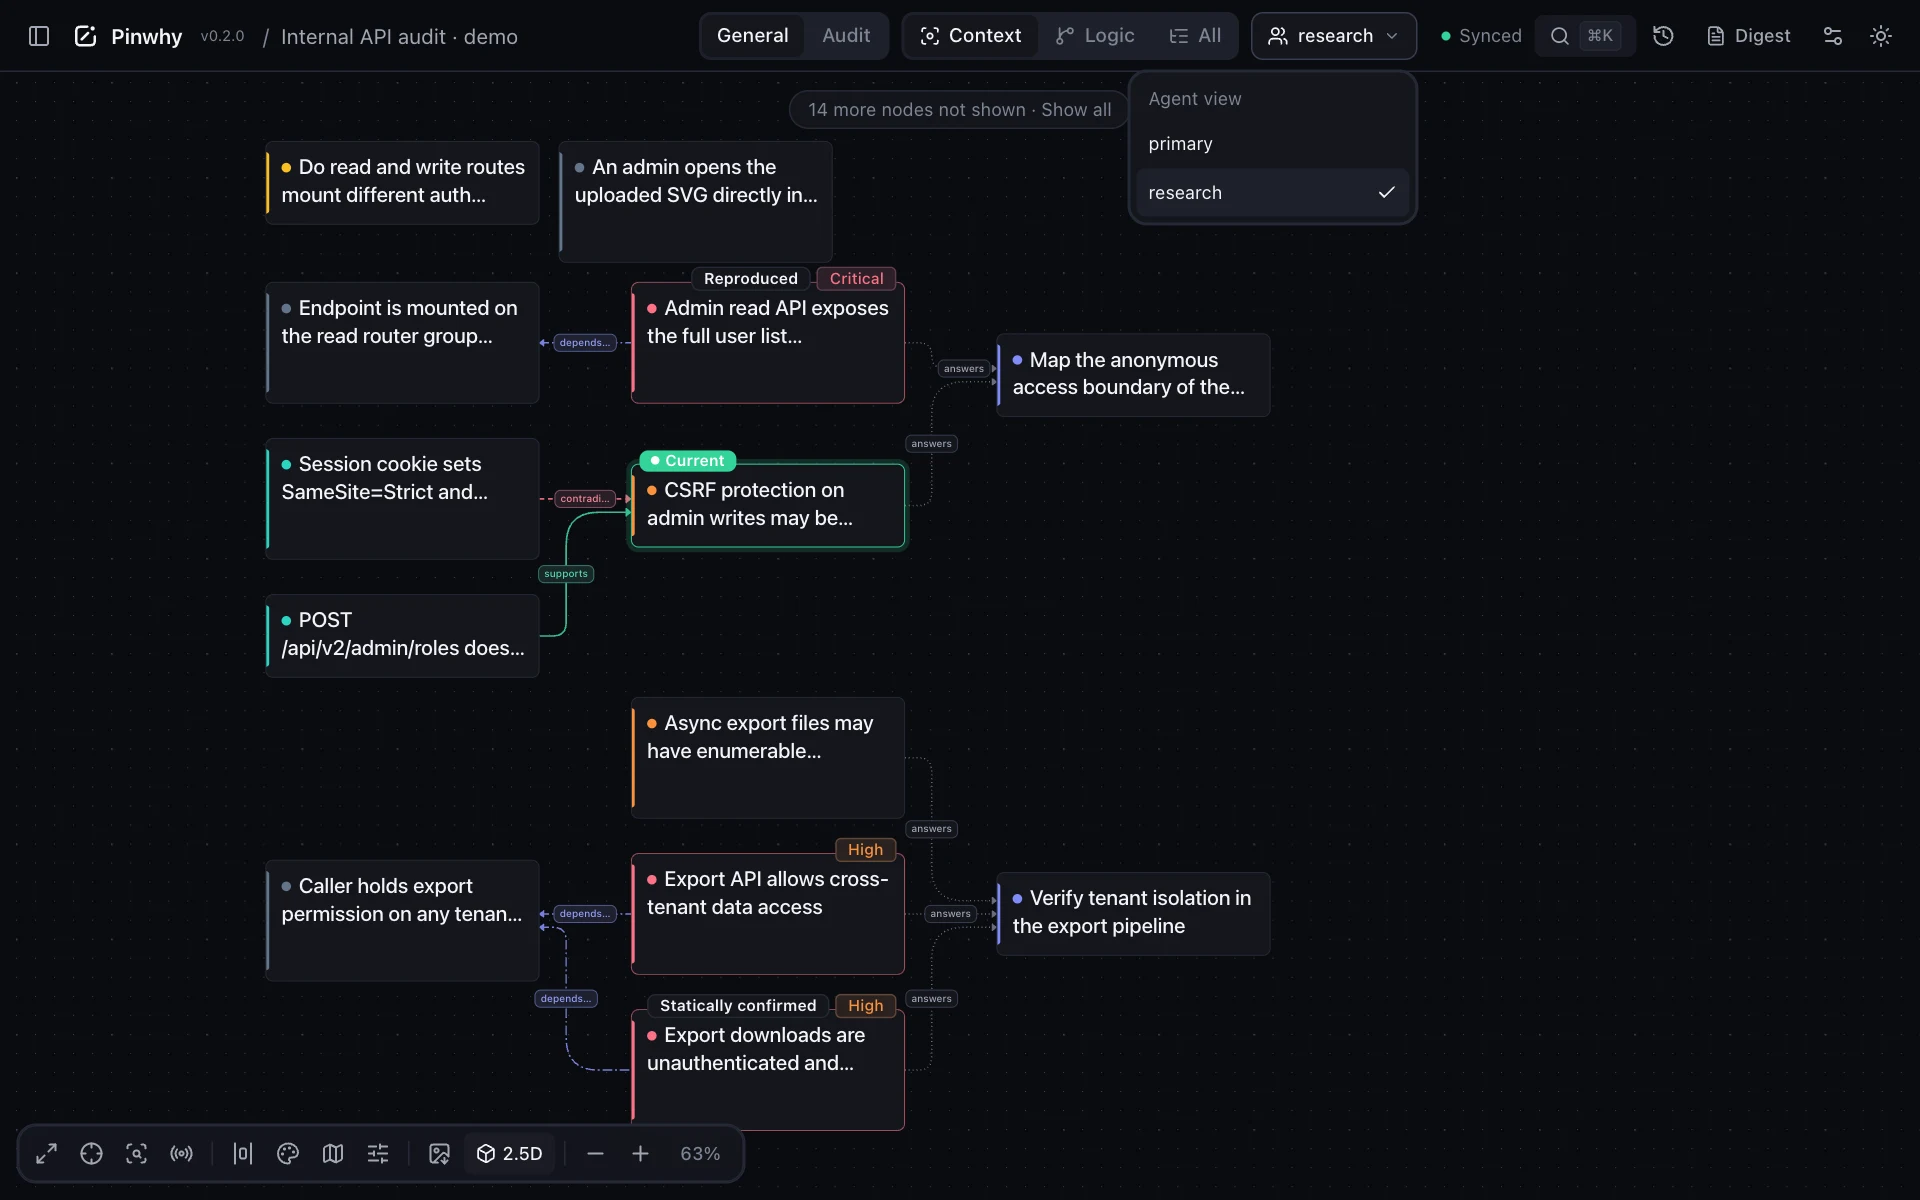 Pinwhy v0.2.0 / Internal API audit · demo
General Audit
Context Logic All
research
Synced
⌘K
Digest
14 more nodes not shown · Show all
Agent view
primary
research
Do read and write routes
mount different auth...
An admin opens the
uploaded SVG directly in...
Endpoint is mounted on
the read router group...
depends...
Reproduced Critical
Admin read API exposes
the full user list...
answers
Map the anonymous
access boundary of the...
answers
Session cookie sets
SameSite=Strict and...
contradi...
Current
CSRF protection on
admin writes may be...
supports
POST
/api/v2/admin/roles does...
Async export files may
have enumerable...
answers
Caller holds export
permission on any tenan...
depends...
High
Export API allows cross-
tenant data access
answers
Verify tenant isolation in
the export pipeline
depends...
Statically confirmed High
answers
Export downloads are
unauthenticated and...
2.5D
63%